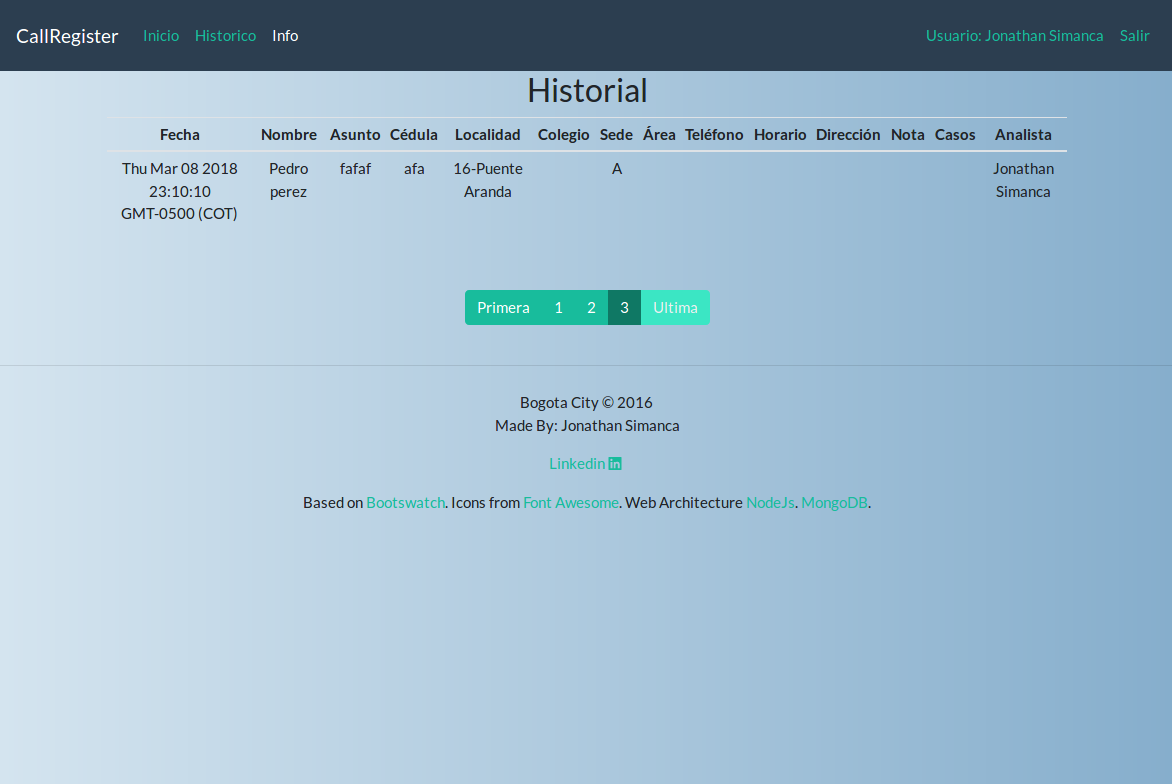 CallRegister Inicio Historico Info Usuario: Jonathan Simanca Salir
Historial
Fecha Nombre Asunto Cédula Localidad Colegio Sede Área Teléfono Horario Dirección Nota Casos Analista
Thu Mar 08 2018 Pedro fafaf afa 16-Puente A Jonathan
23:10:10 perez Aranda Simanca
GMT-0500 (COT)
Primera 1 2 3 Ultima
Bogota City © 2016
Made By: Jonathan Simanca
Linkedin
Based on Bootswatch. Icons from Font Awesome. Web Architecture NodeJs. MongoDB.